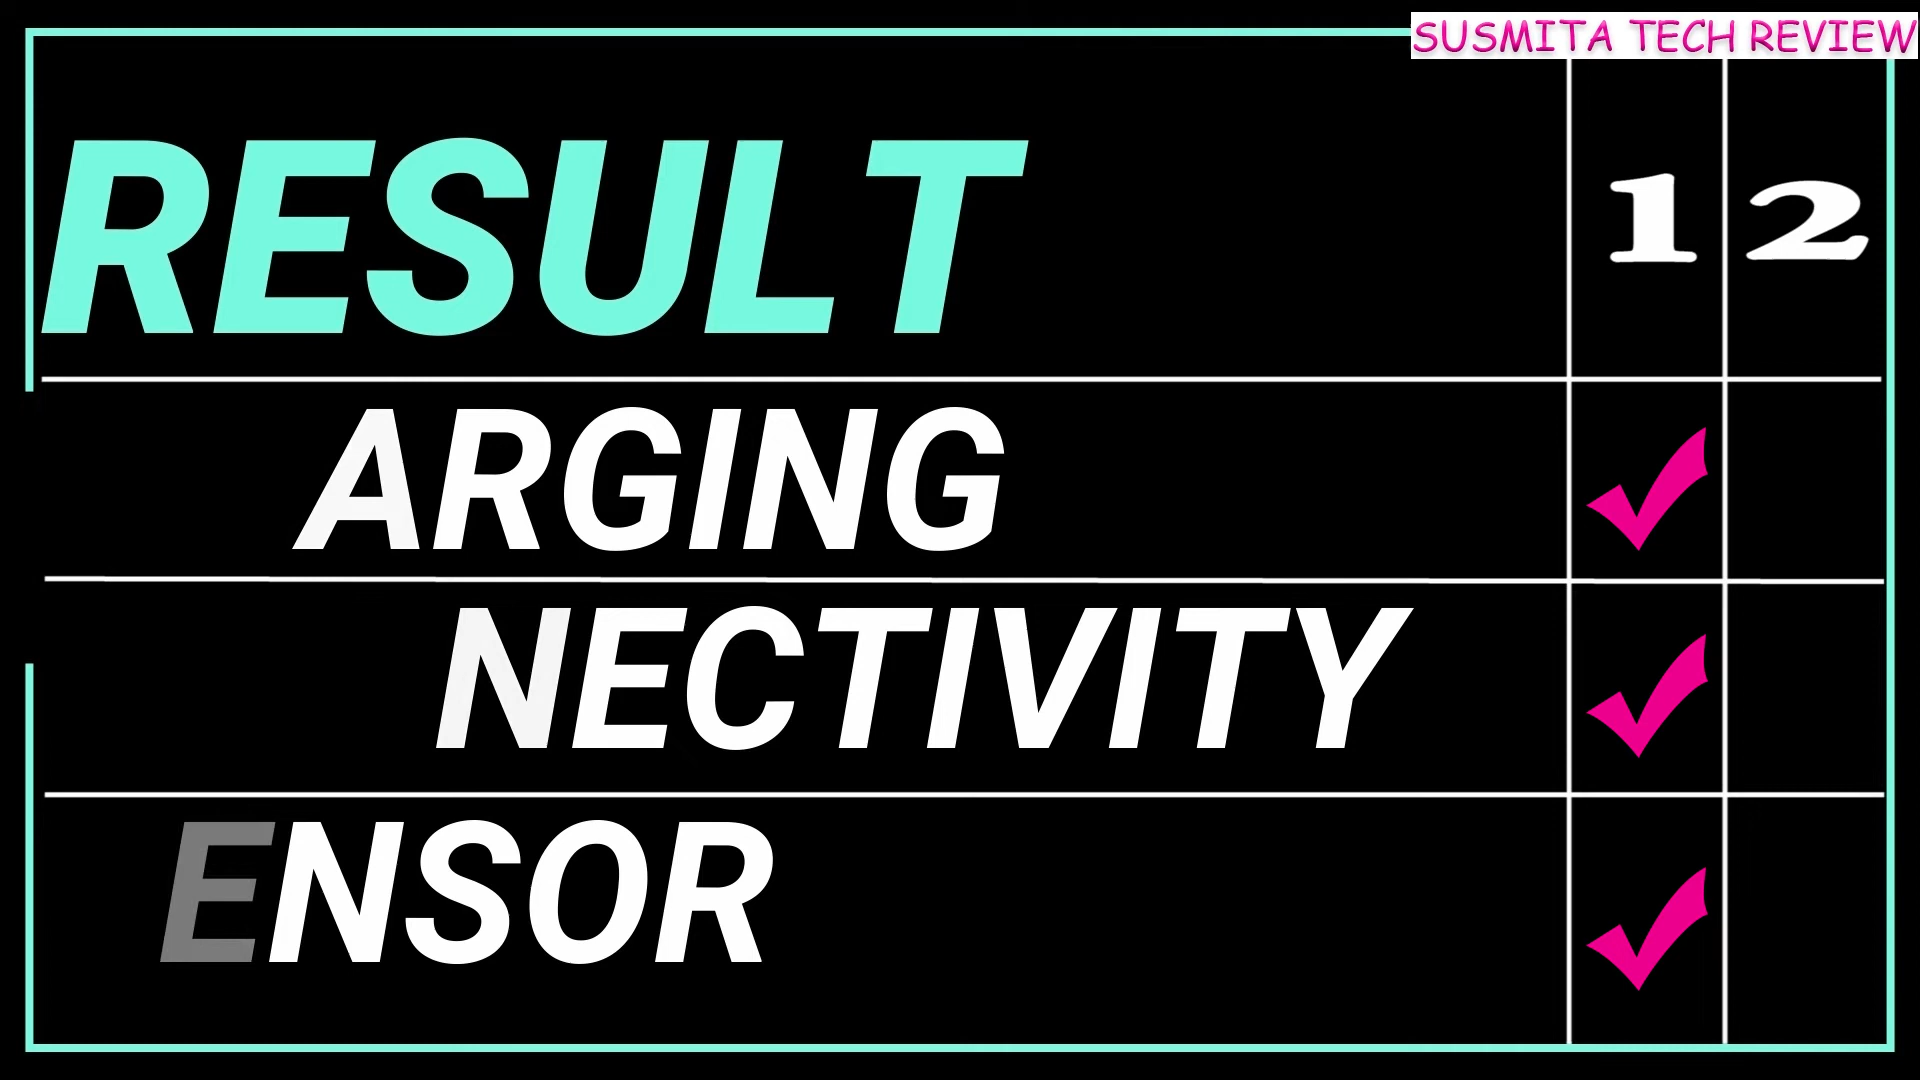 SUSMITA TECH REVIEW
RESULT 1 2
ARGING
NECTIVITY
ENSOR